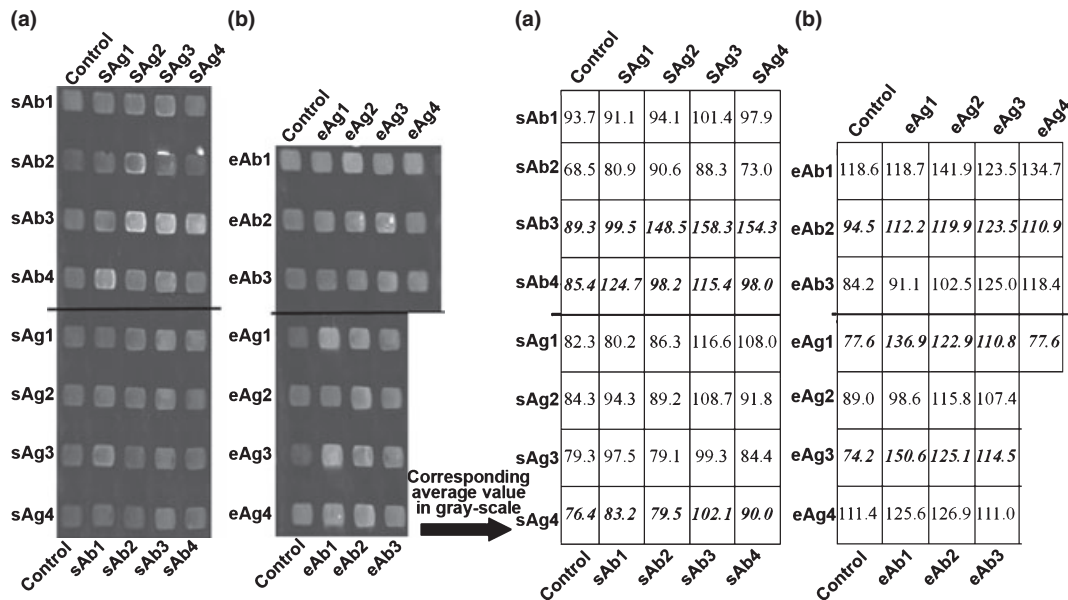 (a) (b) (a) (b)
Control SAg1 SAg2 SAg3 SAg4
sAb1
sAb2
sAb3
sAb4
sAg1
sAg2
sAg3
sAg4
Control sAb1 sAb2 sAb3 sAb4
Control eAg1 eAg2 eAg3 eAg4
eAb1
eAb2
eAb3
eAg1
eAg2
eAg3
eAg4
Control eAb1 eAb2 eAb3
Corresponding
average value
in gray-scale
Control SAg1 SAg2 SAg3 SAg4
sAb1 93.7 91.1 94.1 101.4 97.9
sAb2 68.5 80.9 90.6 88.3 73.0
sAb3 89.3 99.5 148.5 158.3 154.3
sAb4 85.4 124.7 98.2 115.4 98.0
sAg1 82.3 80.2 86.3 116.6 108.0
sAg2 84.3 94.3 89.2 108.7 91.8
sAg3 79.3 97.5 79.1 99.3 84.4
sAg4 76.4 83.2 79.5 102.1 90.0
Control sAb1 sAb2 sAb3 sAb4
Control eAg1 eAg2 eAg3 eAg4
eAb1 118.6 118.7 141.9 123.5 134.7
eAb2 94.5 112.2 119.9 123.5 110.9
eAb3 84.2 91.1 102.5 125.0 118.4
eAg1 77.6 136.9 122.9 110.8 77.6
eAg2 89.0 98.6 115.8 107.4
eAg3 74.2 150.6 125.1 114.5
eAg4 111.4 125.6 126.9 111.0
Control eAb1 eAb2 eAb3